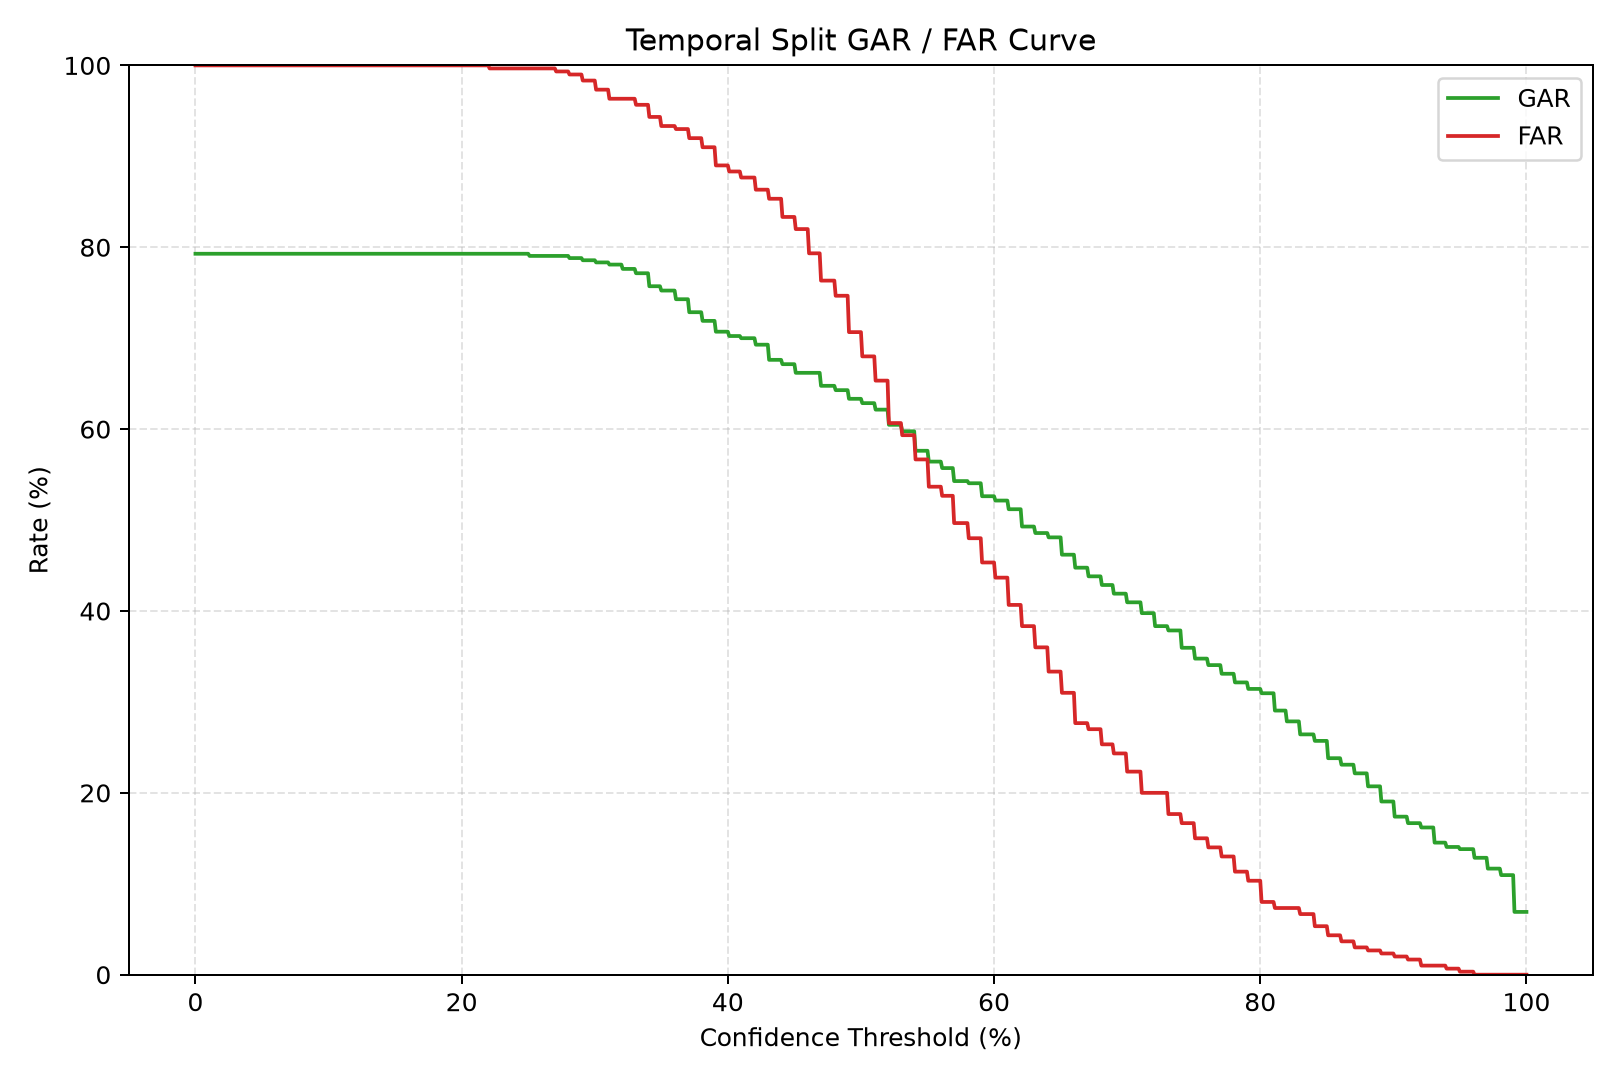 Temporal Split GAR / FAR Curve
100
80
60
40
20
0
Rate (%)
GAR
FAR
0 20 40 60 80 100
Confidence Threshold (%)